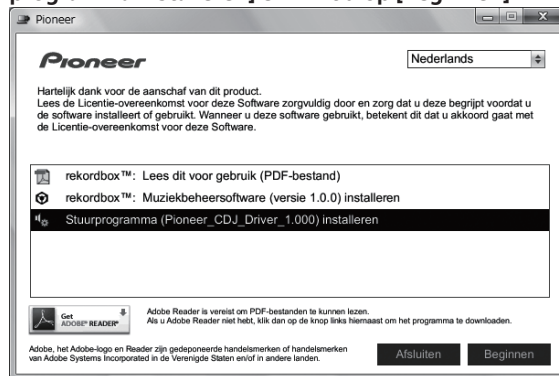 Pioneer
Pioneer
Nederlands
Hartelijk dank voor de aanschaf van dit product.
Lees de Licentie-overeenkomst voor deze Software zorgvuldig door en zorg dat u deze begrijpt voordat u
de software installeert of gebruikt. Wanneer u deze software gebruikt, betekent dit dat u akkoord gaat met
de Licentie-overeenkomst voor deze Software.
rekordbox™: Lees dit voor gebruik (PDF-bestand)
rekordbox™: Muziekbeheersoftware (versie 1.0.0) installeren
Stuurprogramma (Pioneer_CDJ_Driver_1.000) installeren
Get
ADOBE® READER®
Adobe Reader is vereist om PDF-bestanden te kunnen lezen.
Als u Adobe Reader niet hebt, klik dan op de knop links hiernaast om het programma te downloaden.
Adobe, het Adobe-logo en Reader zijn gedeponeerde handelsmerken of handelsmerken
van Adobe Systems Incorporated in de Verenigde Staten en/of in andere landen.
Afsluiten
Beginnen